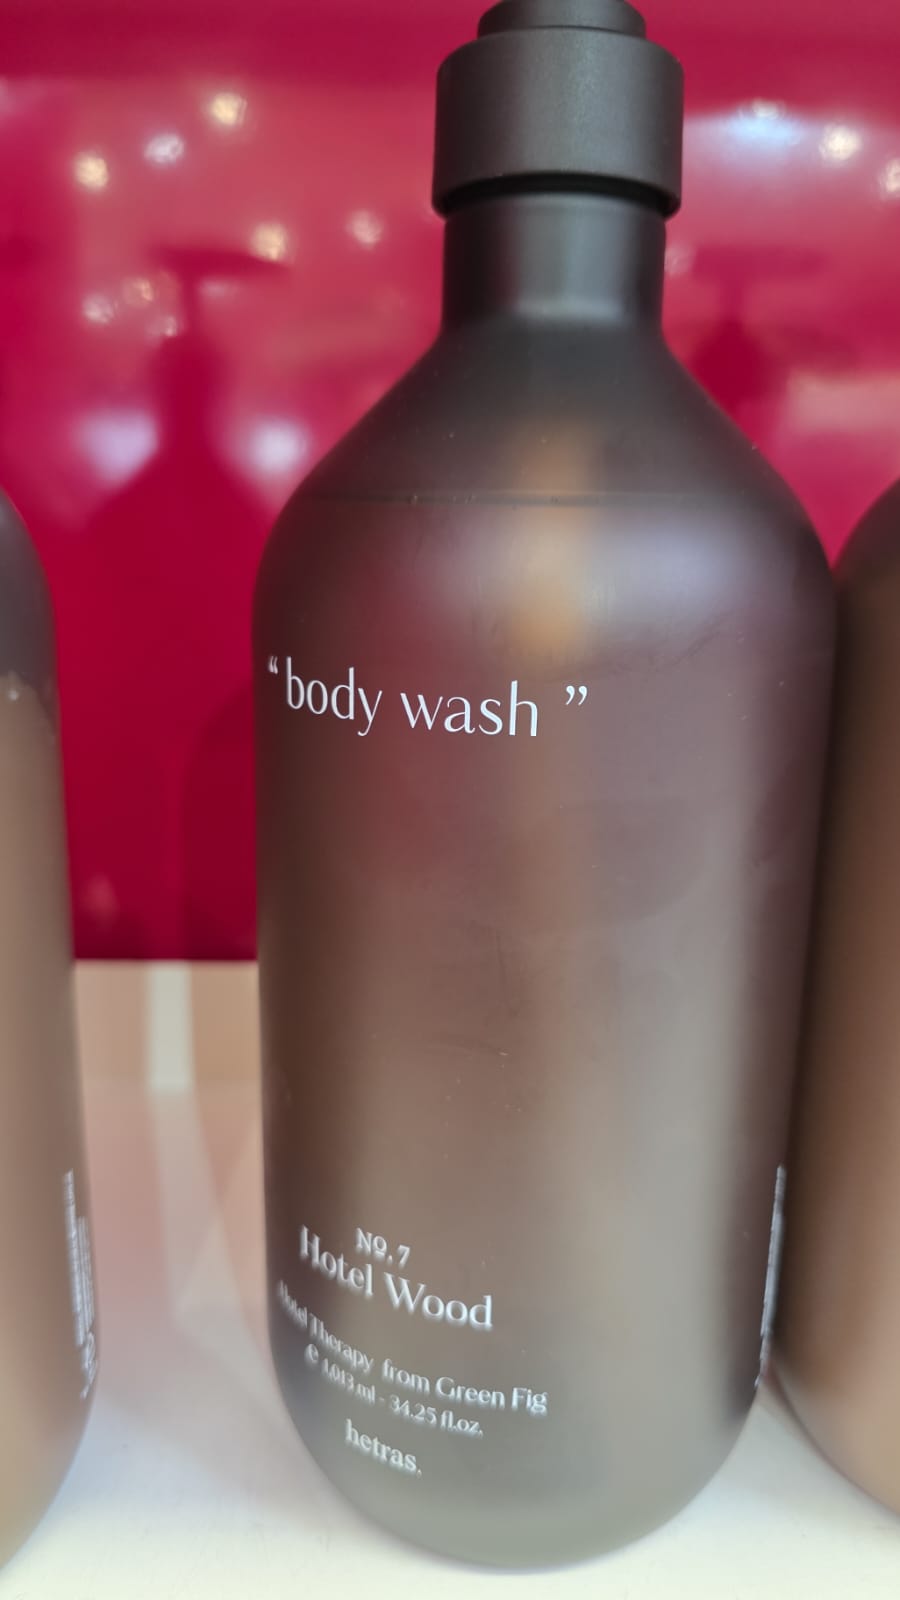 “ body wash ”
Nº. 7
Hotel Wood
Hotel Therapy from Green Fig
e 1,013 ml - 34.25 fl.oz.
hetras.